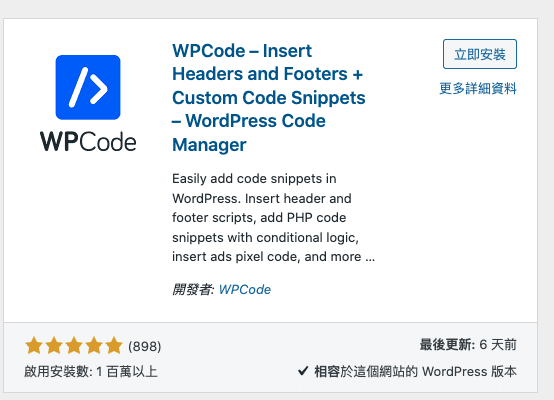 WPCode – Insert
Headers and Footers +
Custom Code Snippets
– WordPress Code
Manager
立即安裝
更多詳細資料
WPCode
Easily add code snippets in
WordPress. Insert header and
footer scripts, add PHP code
snippets with conditional logic,
insert ads pixel code, and more ...
開發者: WPCode
(898)
最後更新: 6 天前
啟用安裝數: 1 百萬以上
相容於這個網站的 WordPress 版本